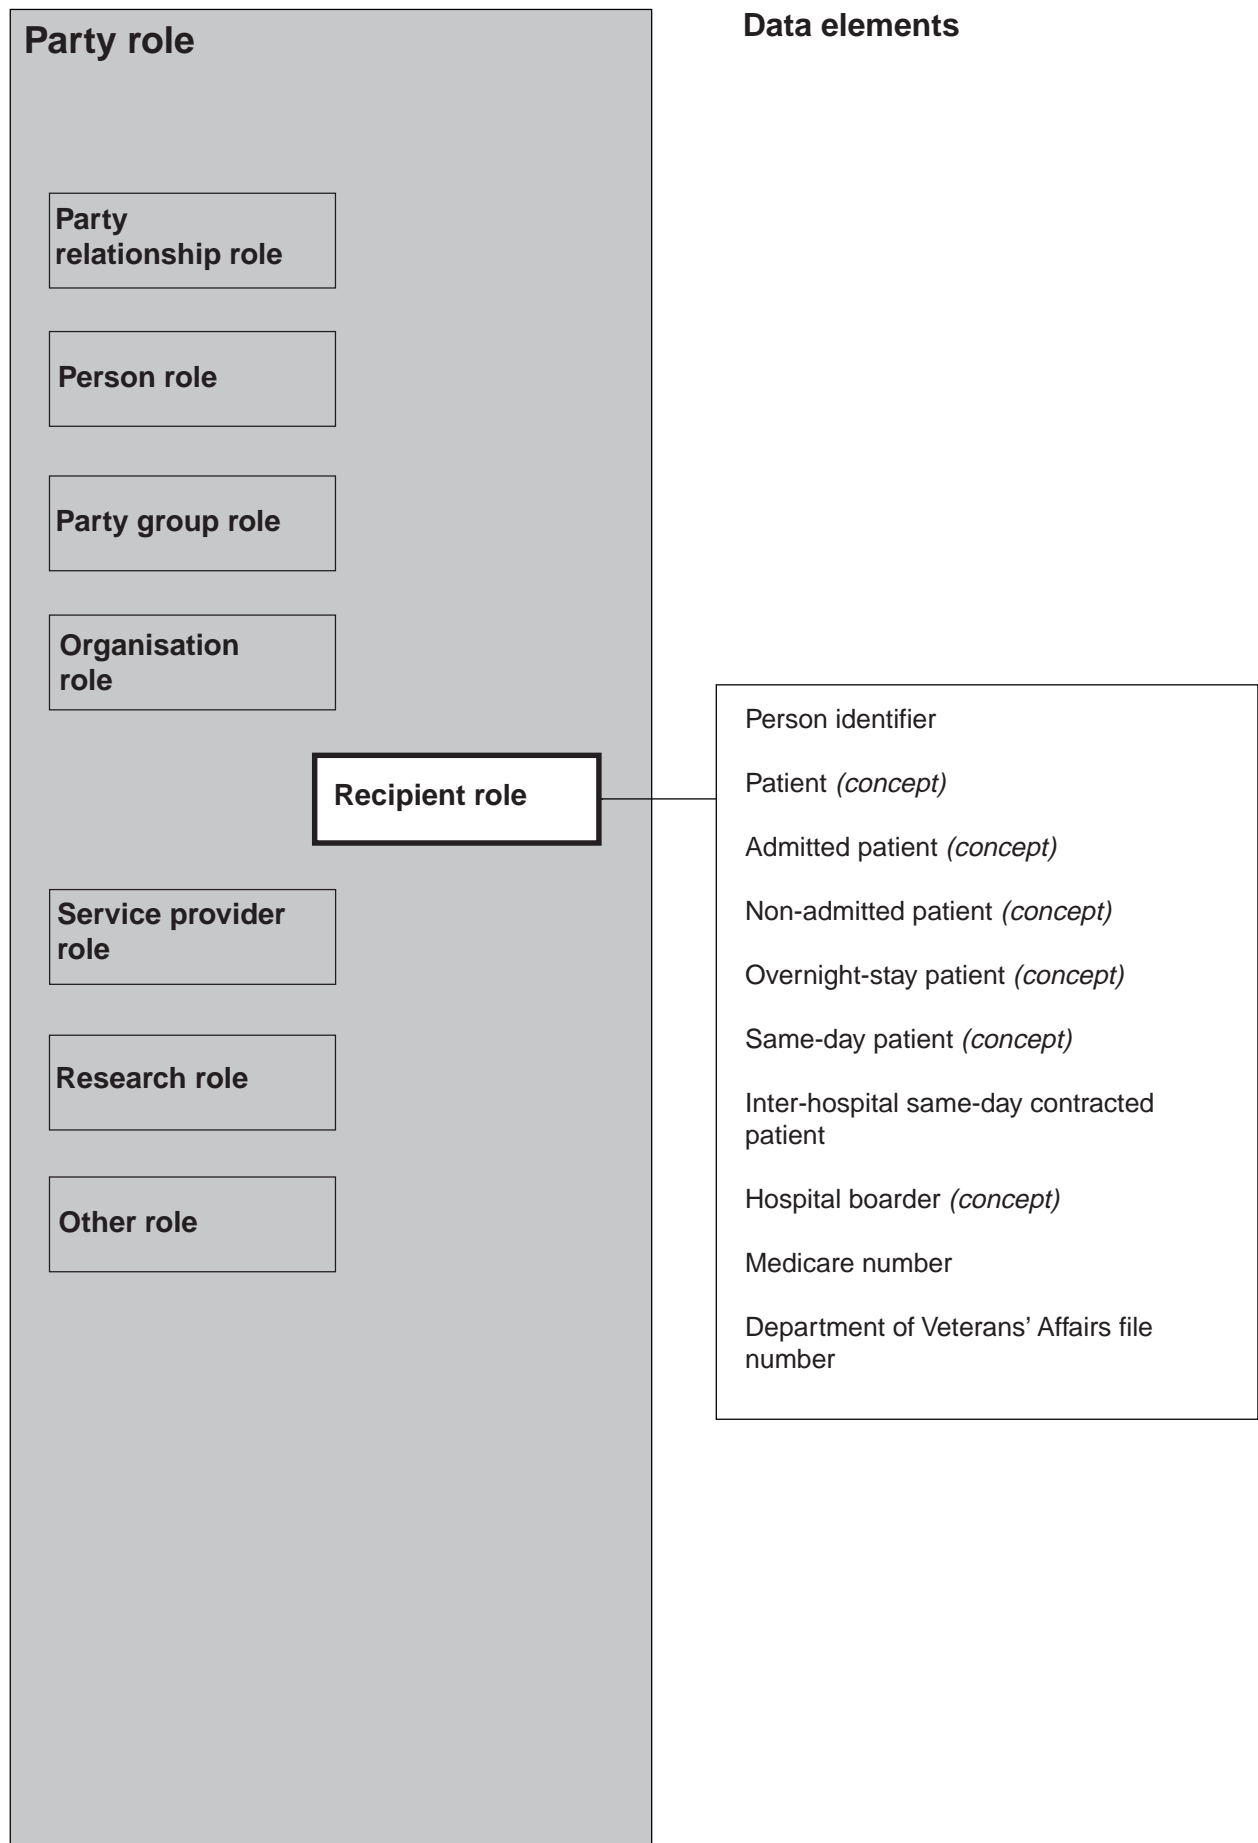 Party role
Data elements
Party
relationship role
Person role
Party group role
Organisation
role
Recipient role
Service provider
role
Research role
Other role
Person identifier
Patient (concept)
Admitted patient (concept)
Non-admitted patient (concept)
Overnight-stay patient (concept)
Same-day patient (concept)
Inter-hospital same-day contracted
patient
Hospital boarder (concept)
Medicare number
Department of Veterans’ Affairs file
number